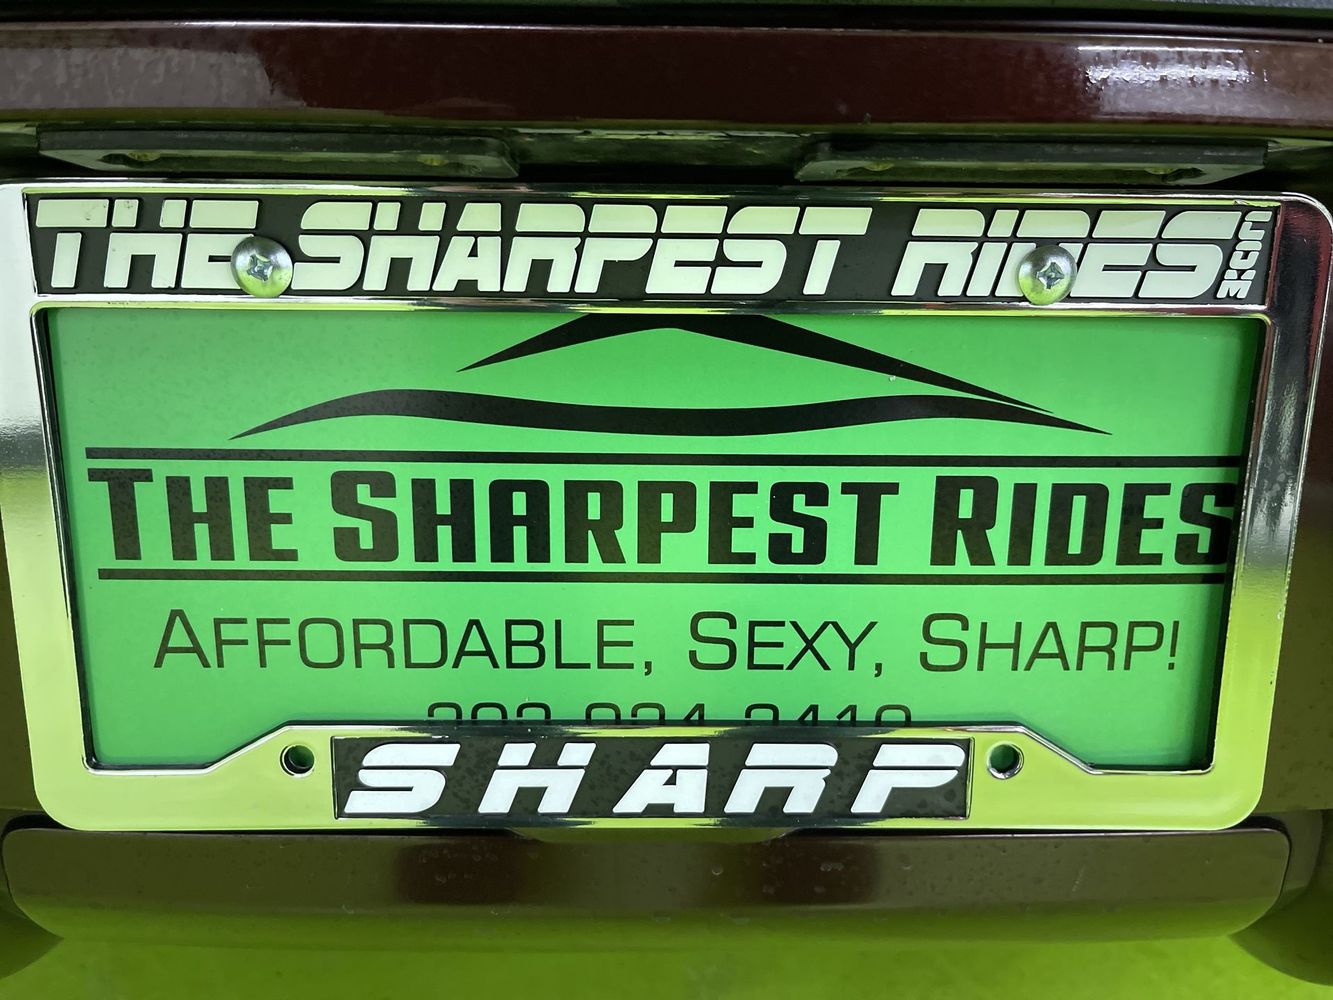 THE SHARPEST RIDES.com
THE SHARPEST RIDES
AFFORDABLE, SEXY, SHARP!
SHARP